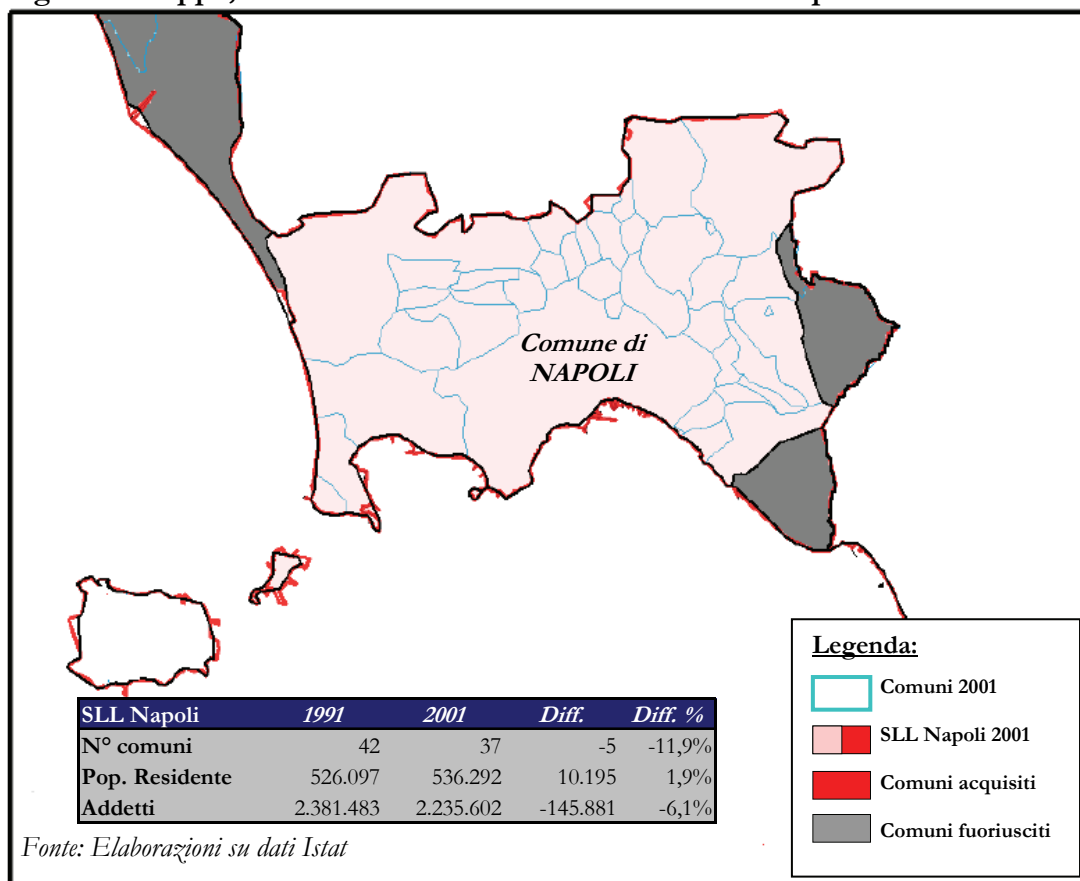 Comune di
NAPOLI
SLL Napoli 1991 2001 Diff. Diff. %
N° comuni 42 37 -5 -11,9%
Pop. Residente 526.097 536.292 10.195 1,9%
Addetti 2.381.483 2.235.602 -145.881 -6,1%
Fonte: Elaborazioni su dati Istat
Legenda:
Comuni 2001
SLL Napoli 2001
Comuni acquisiti
Comuni fuoriusciti